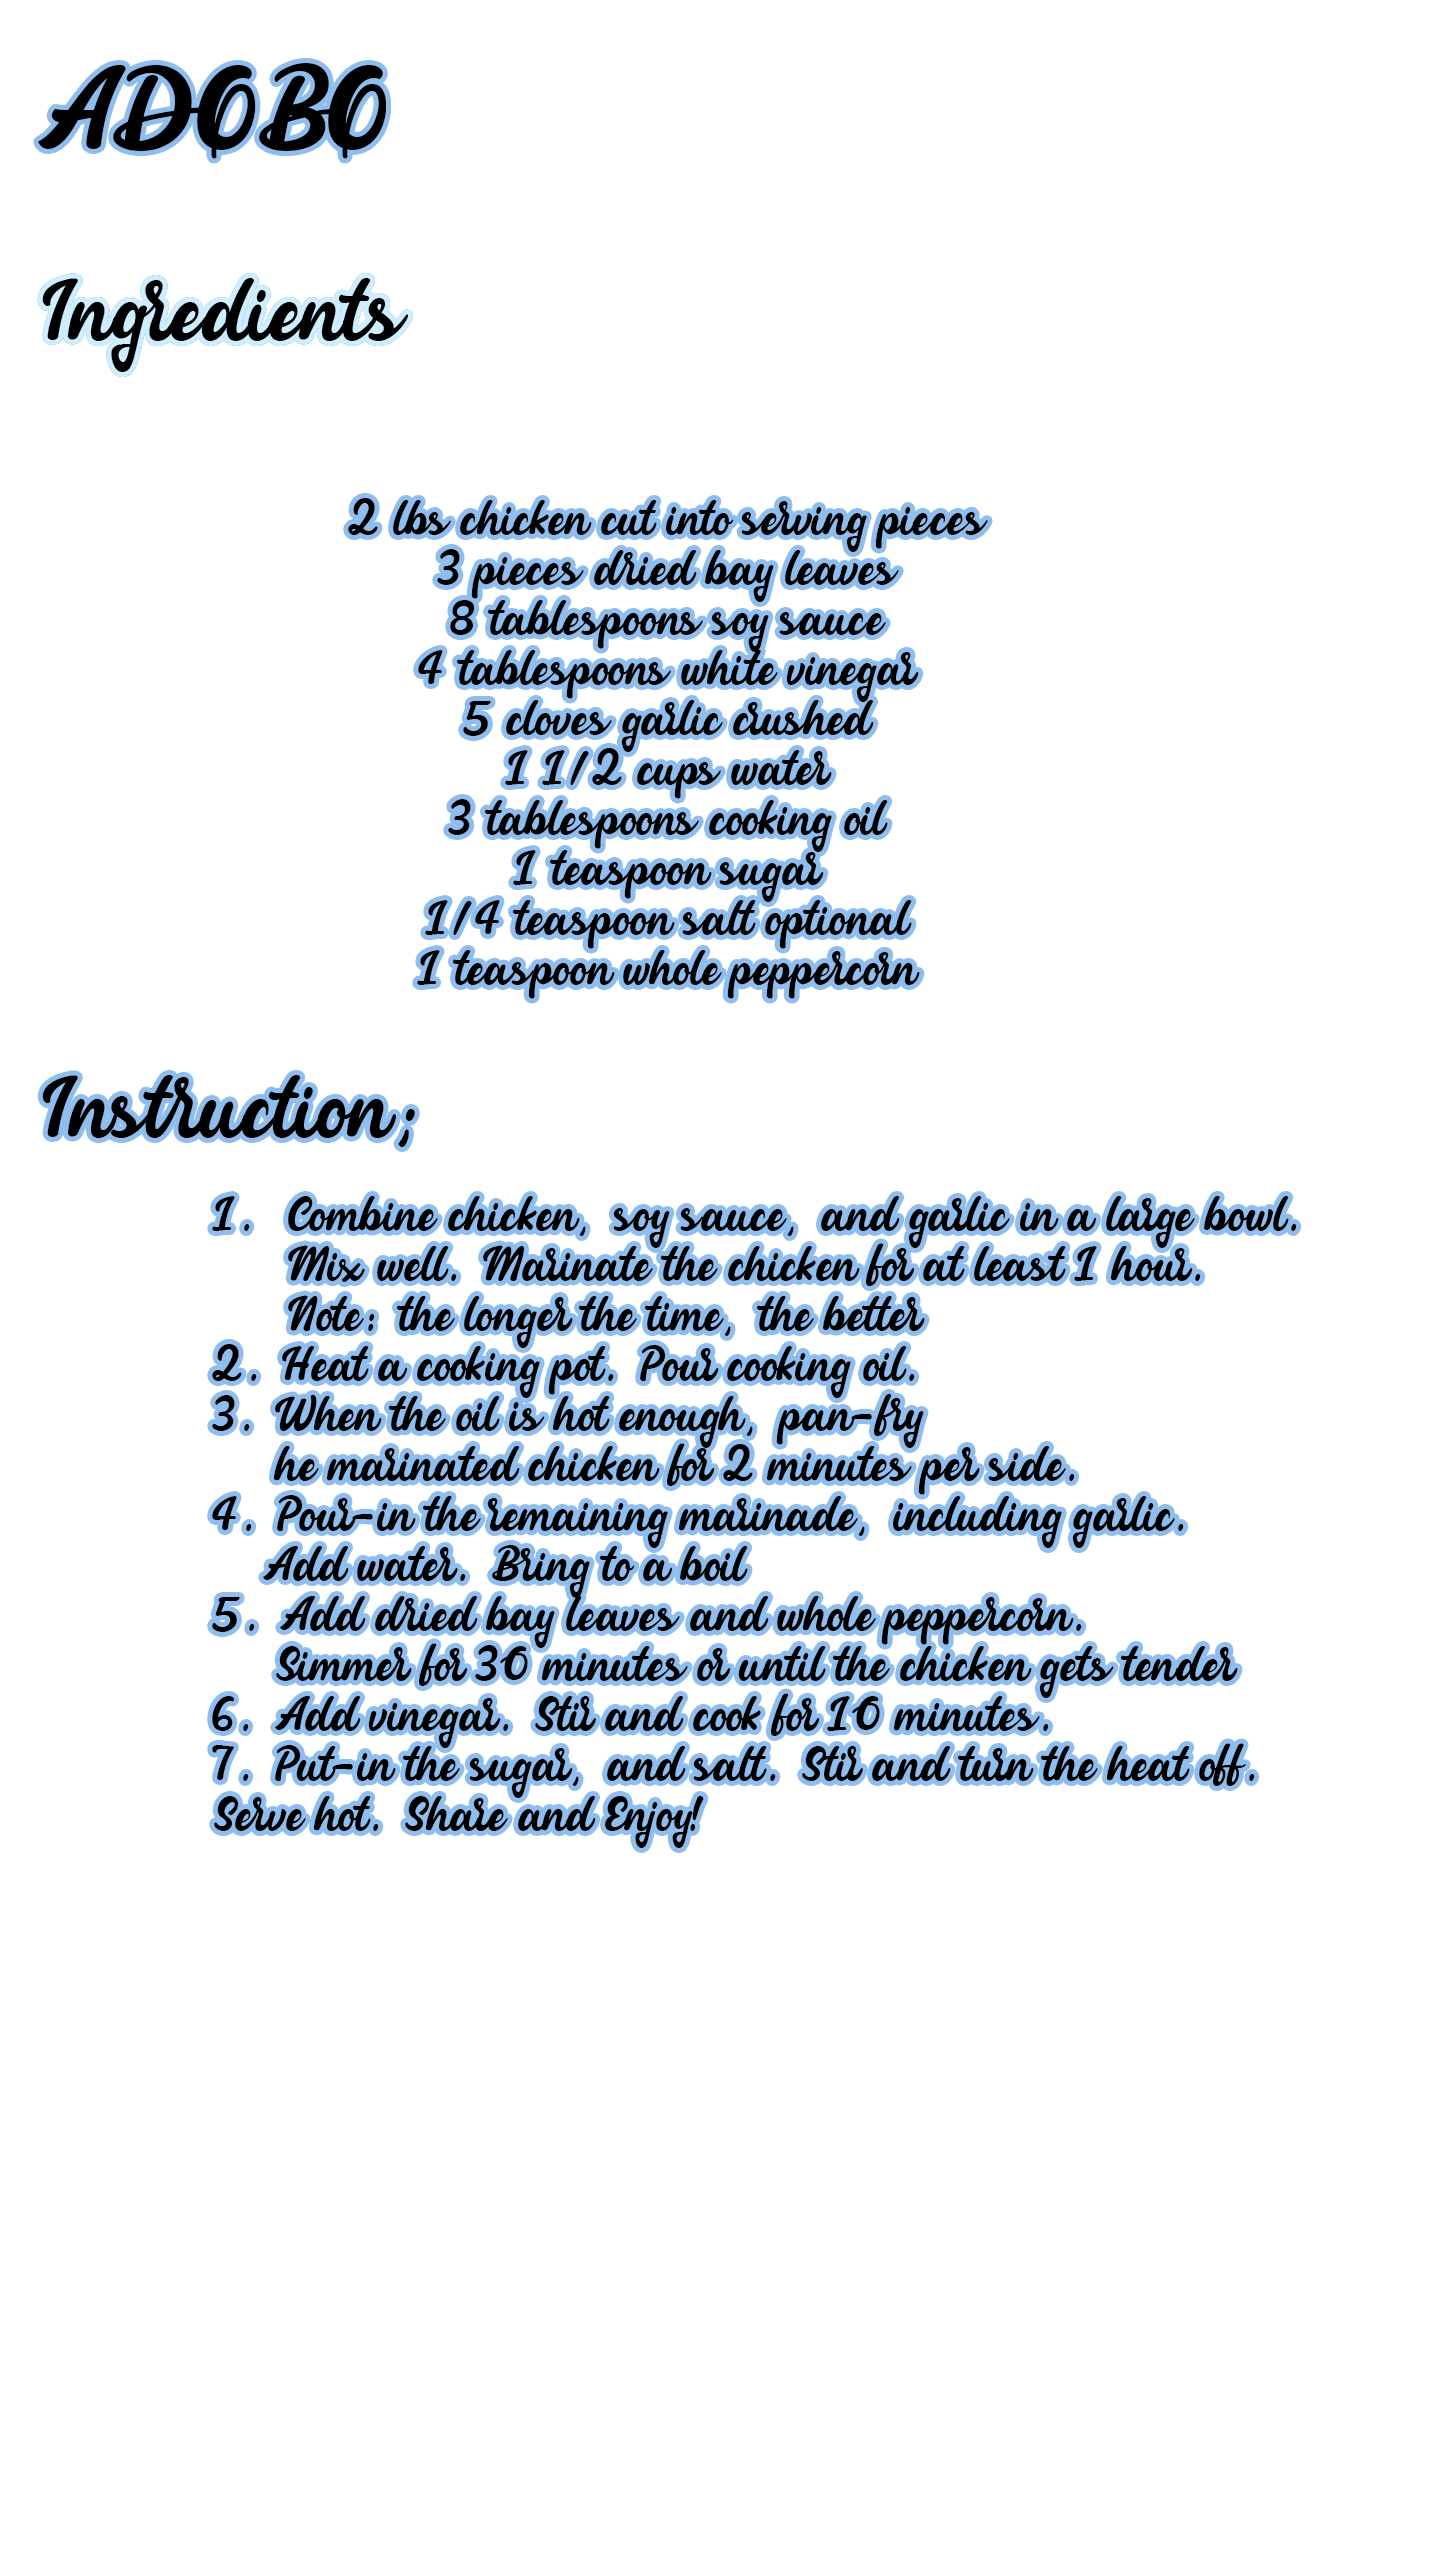 ADOBO
Ingredients
2 lbs chicken cut into serving pieces
3 pieces dried bay leaves
8 tablespoons soy sauce
4 tablespoons white vinegar
5 cloves garlic crushed
1 1/2 cups water
3 tablespoons cooking oil
1 teaspoon sugar
1/4 teaspoon salt optional
1 teaspoon whole peppercorn
Instruction;
1. Combine chicken, soy sauce, and garlic in a large bowl.
Mix well. Marinate the chicken for at least 1 hour.
Note: the longer the time, the better
2. Heat a cooking pot. Pour cooking oil.
3. When the oil is hot enough, pan-fry
he marinated chicken for 2 minutes per side.
4. Pour-in the remaining marinade, including garlic.
Add water. Bring to a boil
5. Add dried bay leaves and whole peppercorn.
Simmer for 30 minutes or until the chicken gets tender
6. Add vinegar. Stir and cook for 10 minutes.
7. Put-in the sugar, and salt. Stir and turn the heat off.
Serve hot. Share and Enjoy!